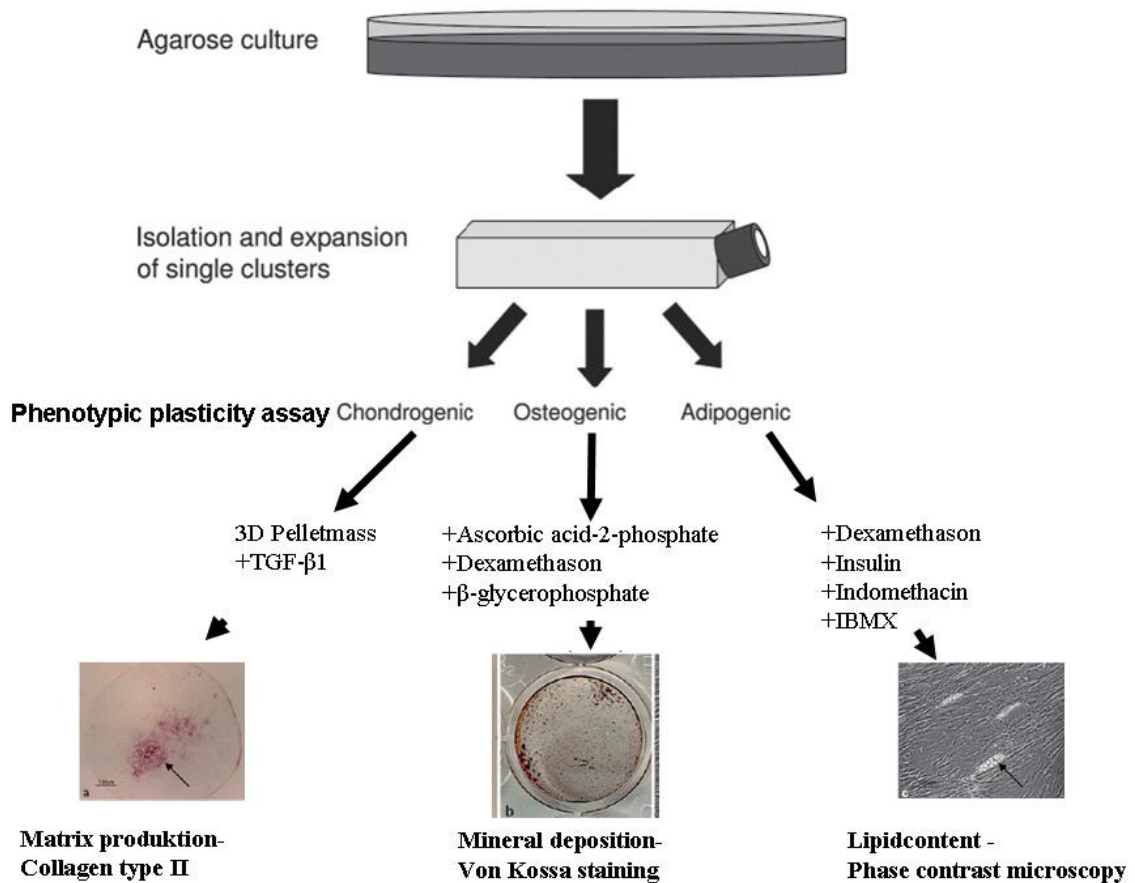 Agarose culture
Isolation and expansion
of single clusters
Phenotypic plasticity assay Chondrogenic Osteogenic Adipogenic
3D Pelletmass
+TGF-β1
+Ascorbic acid-2-phosphate
+Dexamethason
+β-glycerophosphate
+Dexamethason
+Insulin
+Indomethacin
+IBMX
a
b
c
Matrix produktion-
Collagen type II
Mineral deposition-
Von Kossa staining
Lipidcontent -
Phase contrast microscopy